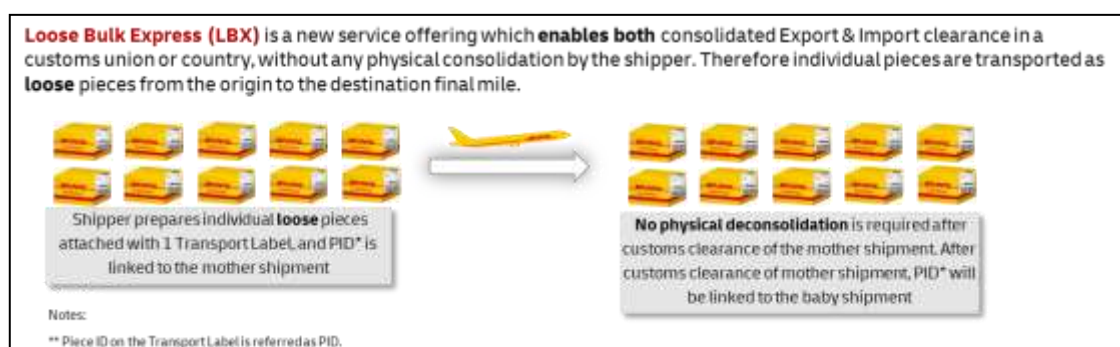 Loose Bulk Express (LBX) is a new service offering which enables both consolidated Export & Import clearance in a
customs union or country, without any physical consolidation by the shipper. Therefore individual pieces are transported as
loose pieces from the origin to the destination final mile.
Shipper prepares individual loose pieces
attached with 1 Transport Label, and PID* is
linked to the mother shipment
No physical deconsolidation is required after
customs clearance of the mother shipment. After
customs clearance of mother shipment, PID* will
be linked to the baby shipment
Notes:
** Piece ID on the Transport Label is referred as PID.